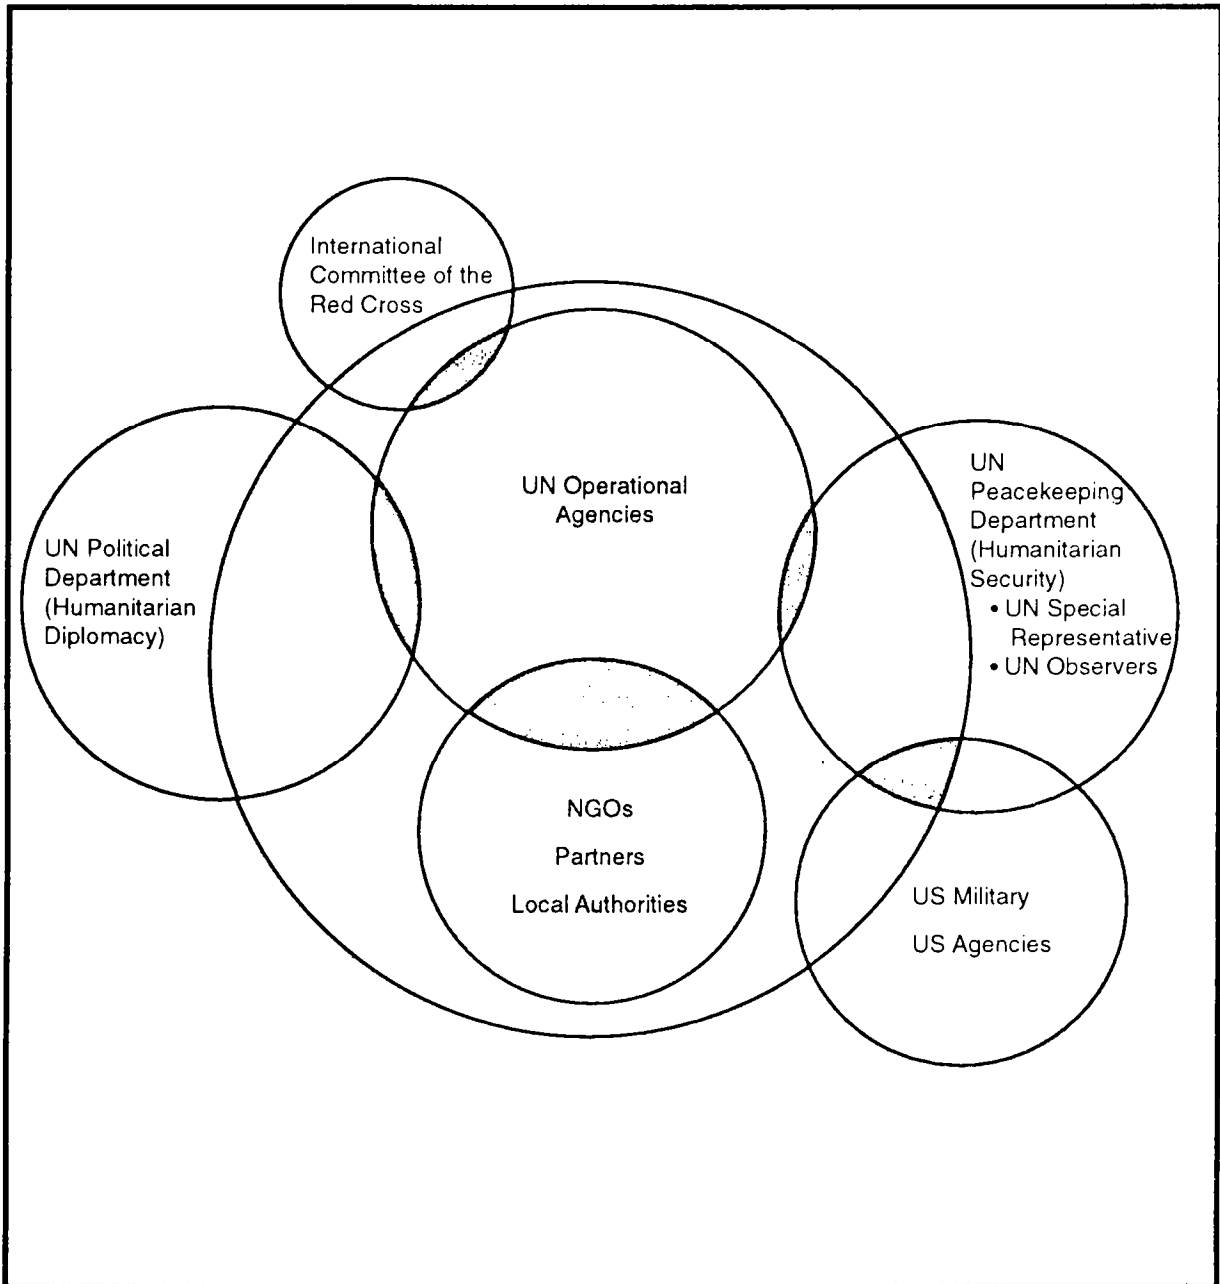 International
Committee of the
Red Cross
UN Operational
Agencies
UN Political
Department
(Humanitarian
Diplomacy)
UN
Peacekeeping
Department
(Humanitarian
Security)
• UN Special
Representative
• UN Observers
NGOs
Partners
Local Authorities
US Military
US Agencies